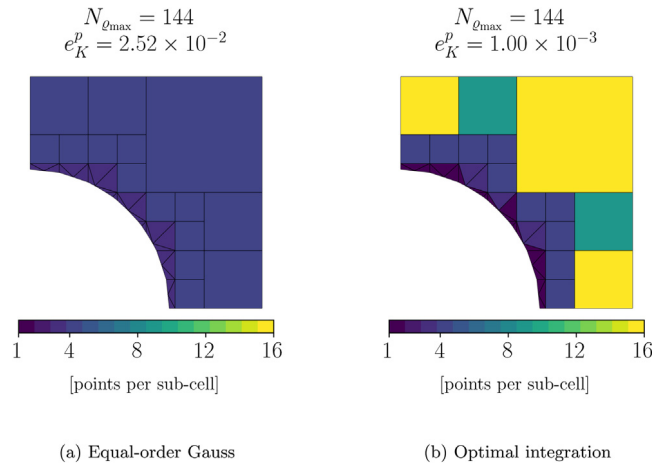 N_{ϱmax} = 144
e^p_K = 2.52 × 10^{-2}
1 4 8 12 16
[points per sub-cell]
(a) Equal-order Gauss
N_{ϱmax} = 144
e^p_K = 1.00 × 10^{-3}
1 4 8 12 16
[points per sub-cell]
(b) Optimal integration